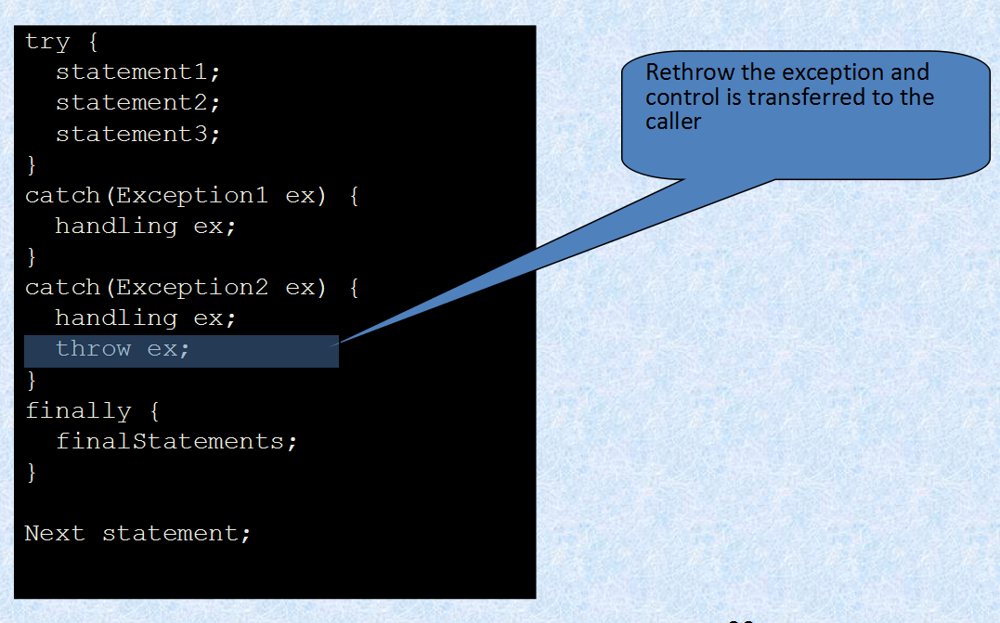 try {
  statement1;
  statement2;
  statement3;
}
catch(Exception1 ex) {
  handling ex;
}
catch(Exception2 ex) {
  handling ex;
  throw ex;
}
finally {
  finalStatements;
}
Next statement;
Rethrow the exception and
control is transferred to the
caller